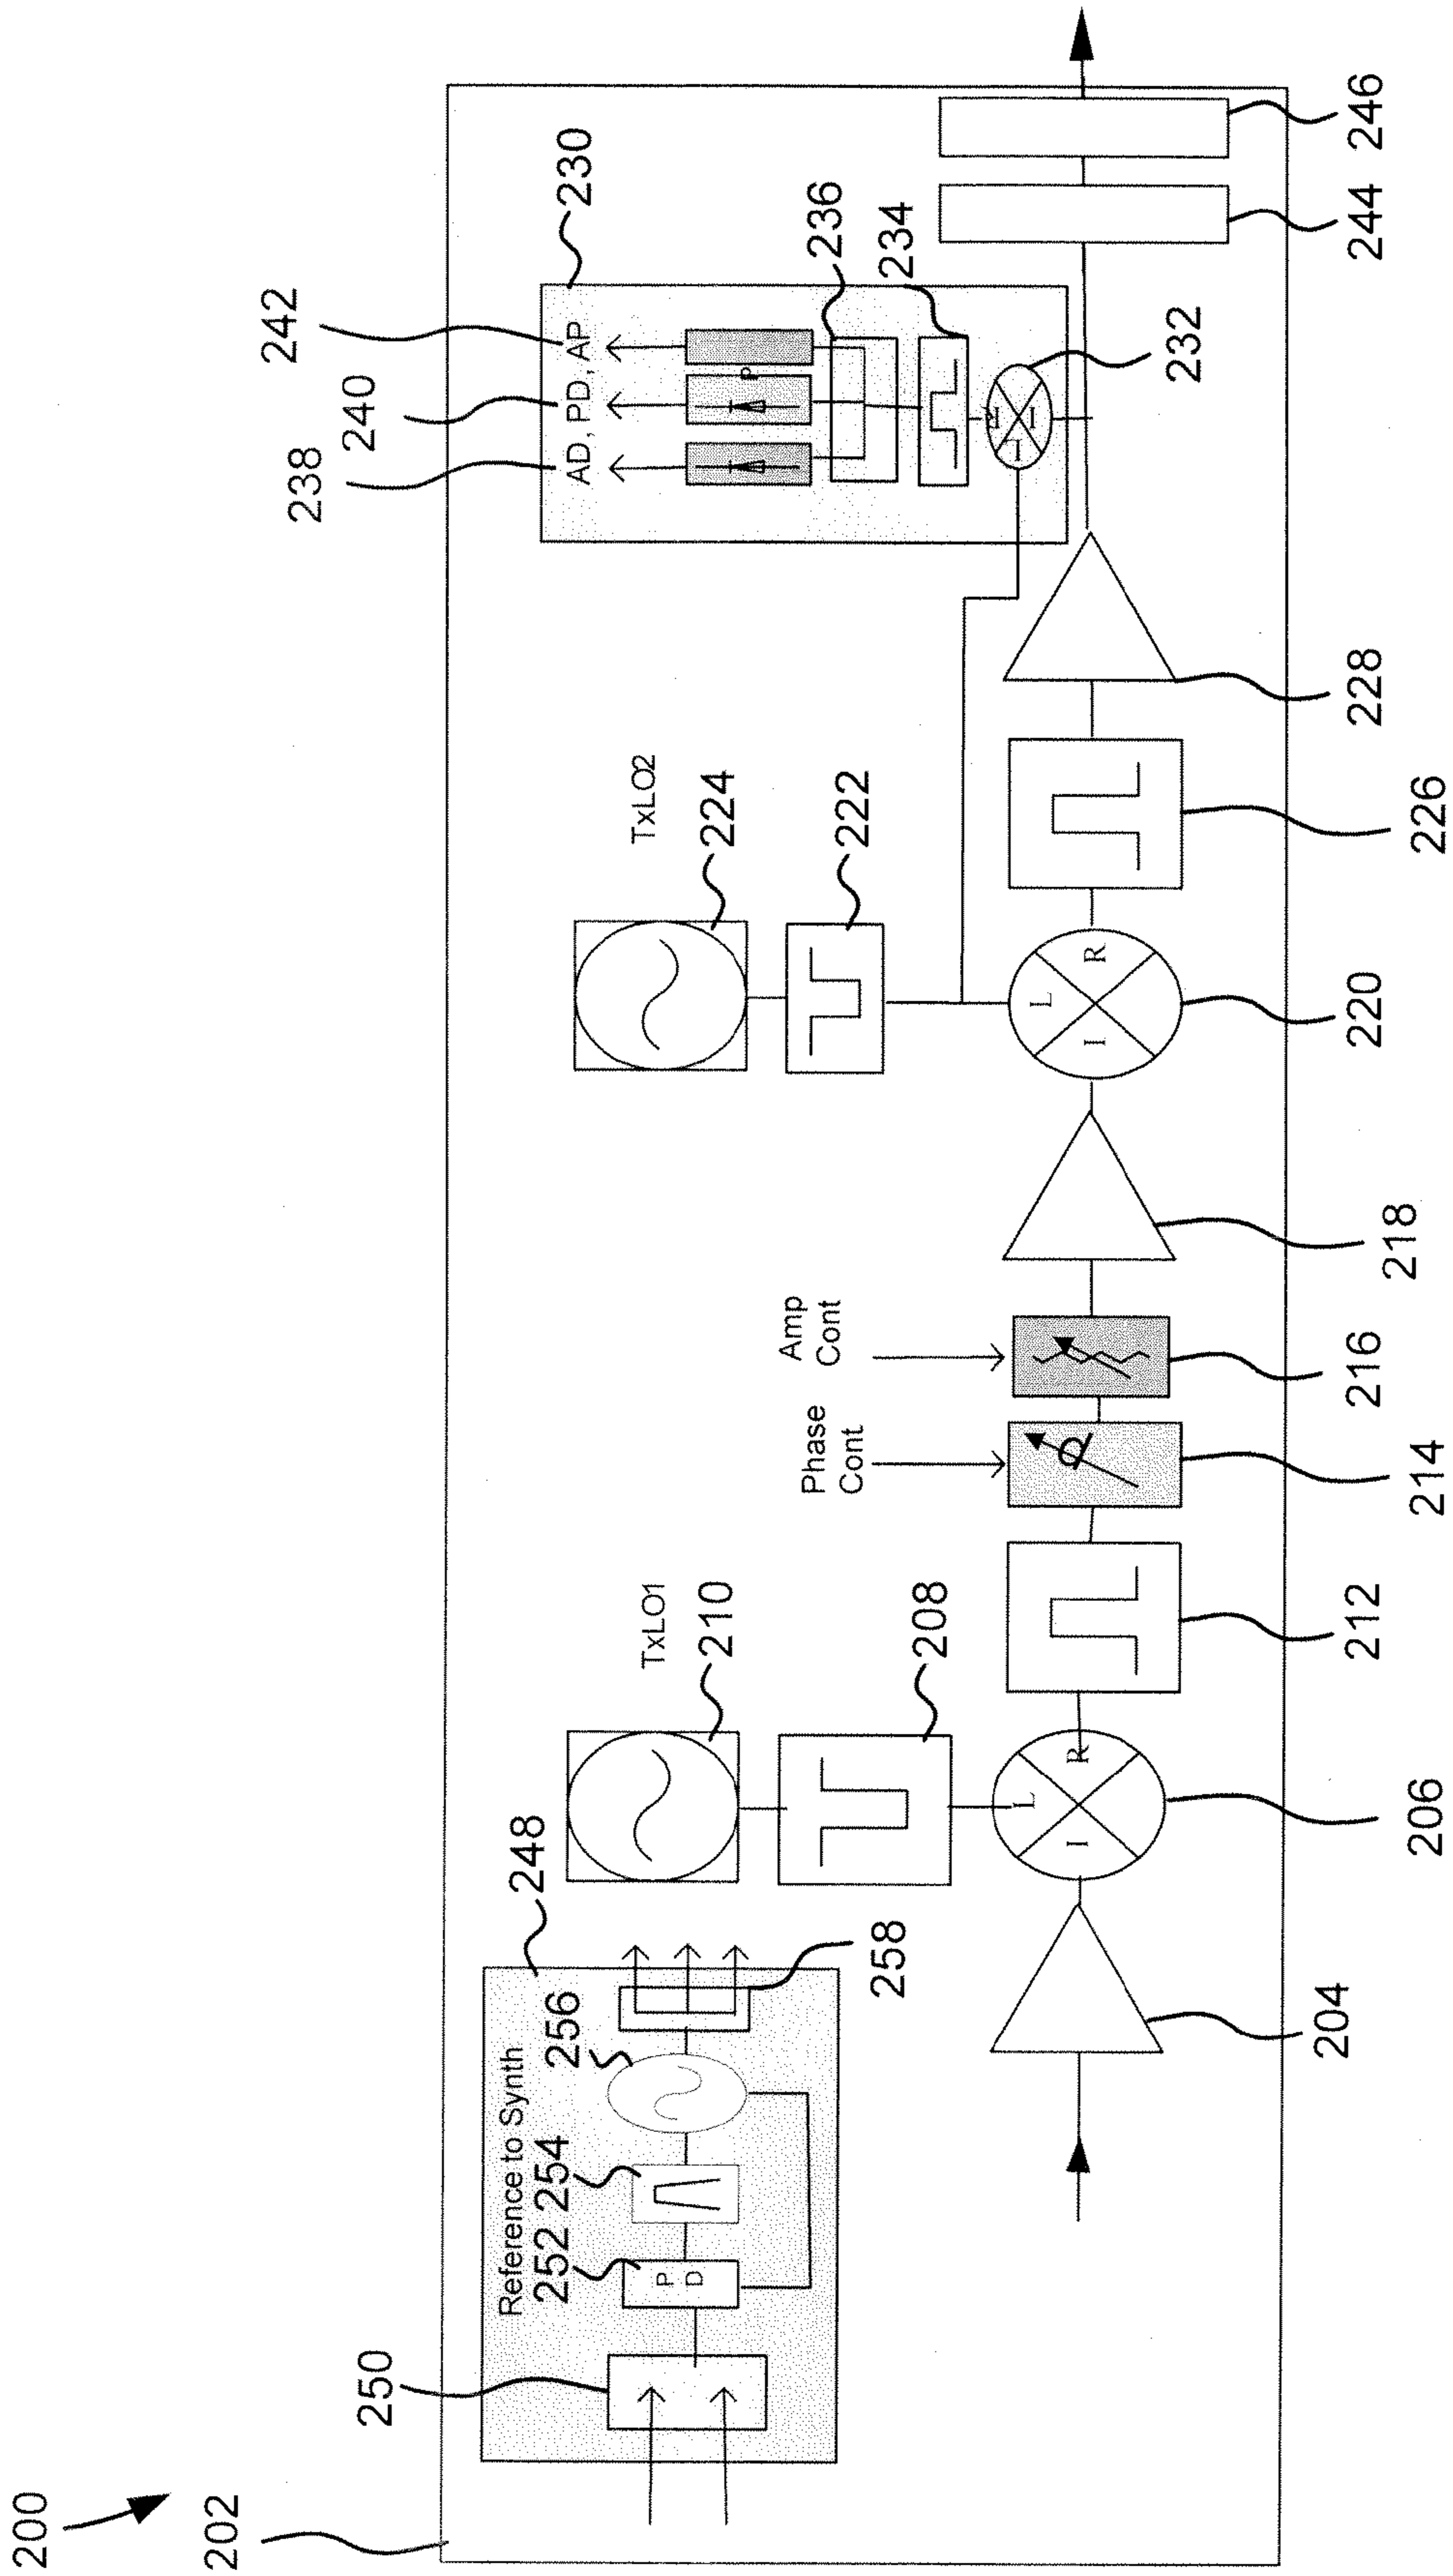 200
202
250
Reference to Synth
252
254
256
248
258
P
D
204
206
I
L
R
208
210
TxLO1
212
Phase
Cont
214
Amp
Cont
216
218
220
I
L
R
222
224
TxLO2
226
228
230
AD, PD, AP
238
240
242
P
236
234
232
L
I
244
246